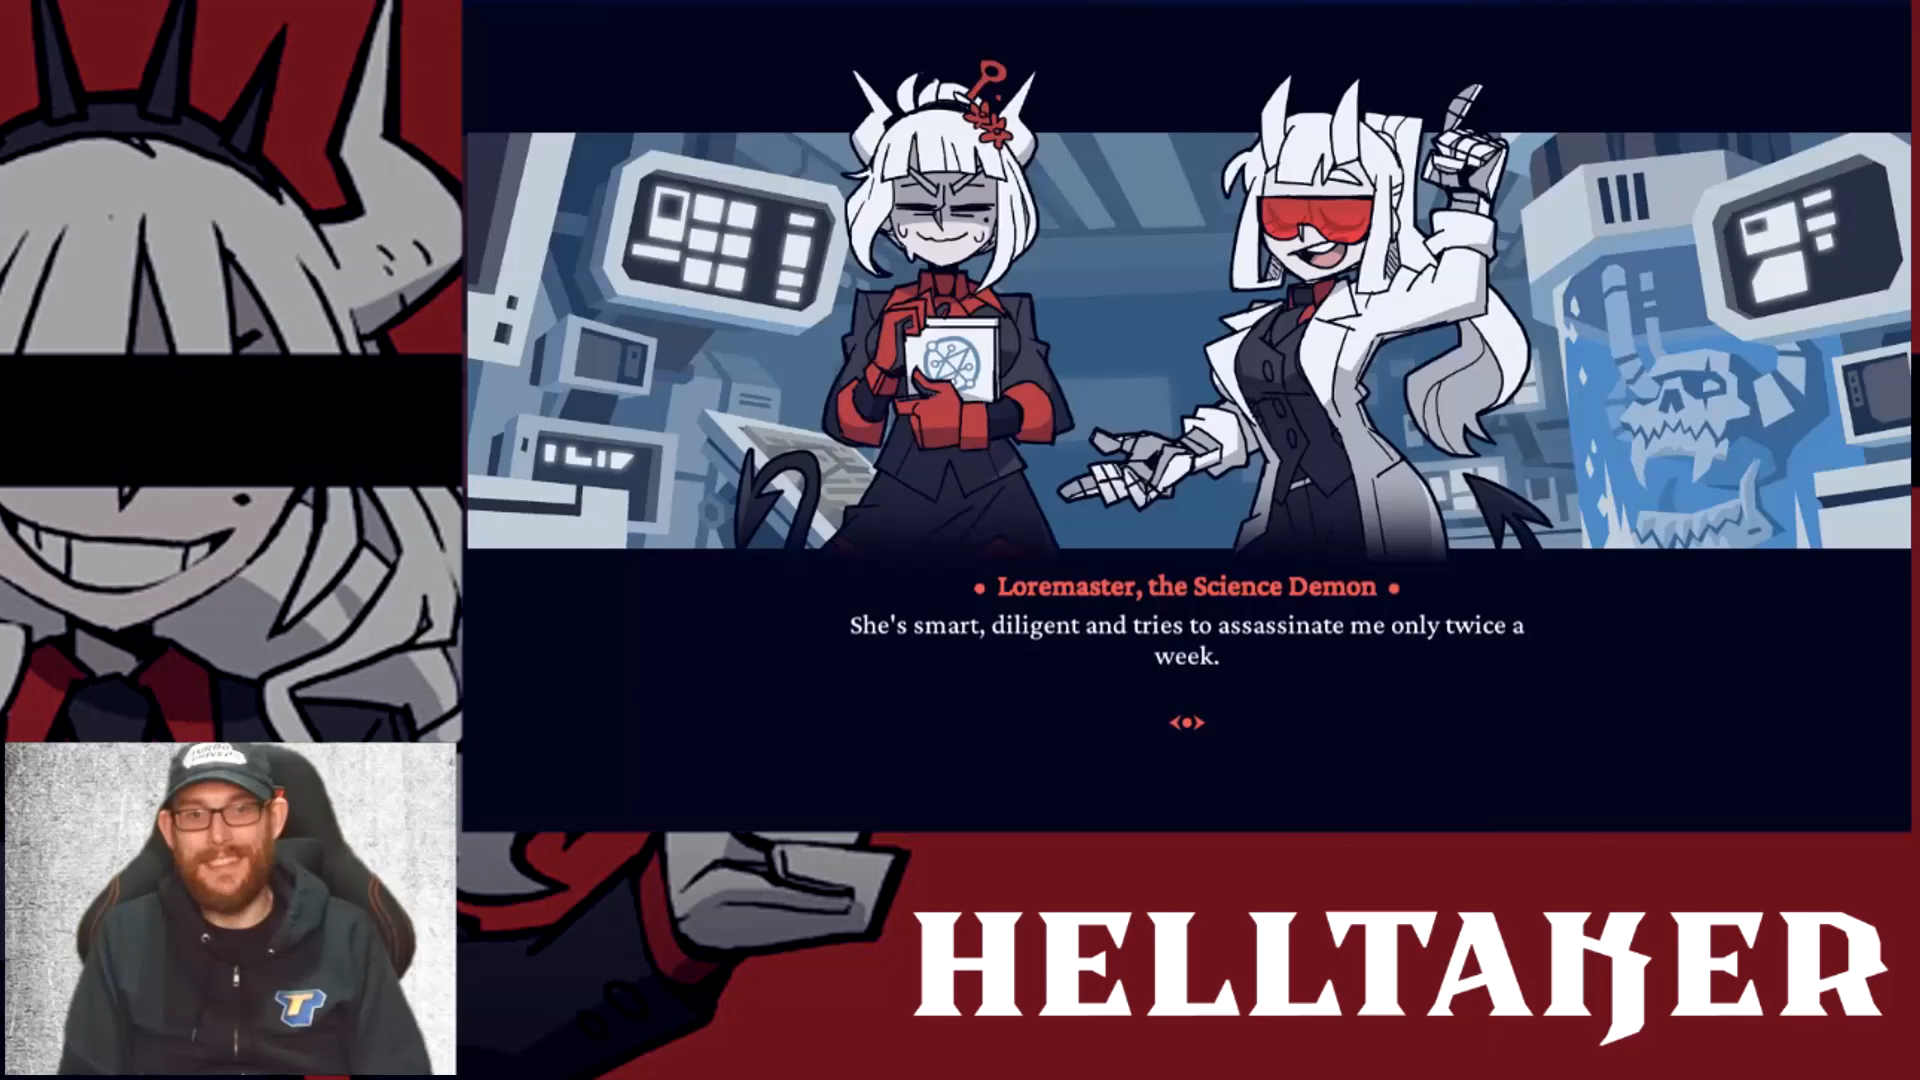 • Loremaster, the Science Demon •
She's smart, diligent and tries to assassinate me only twice a
week.
HELLTAKER
T